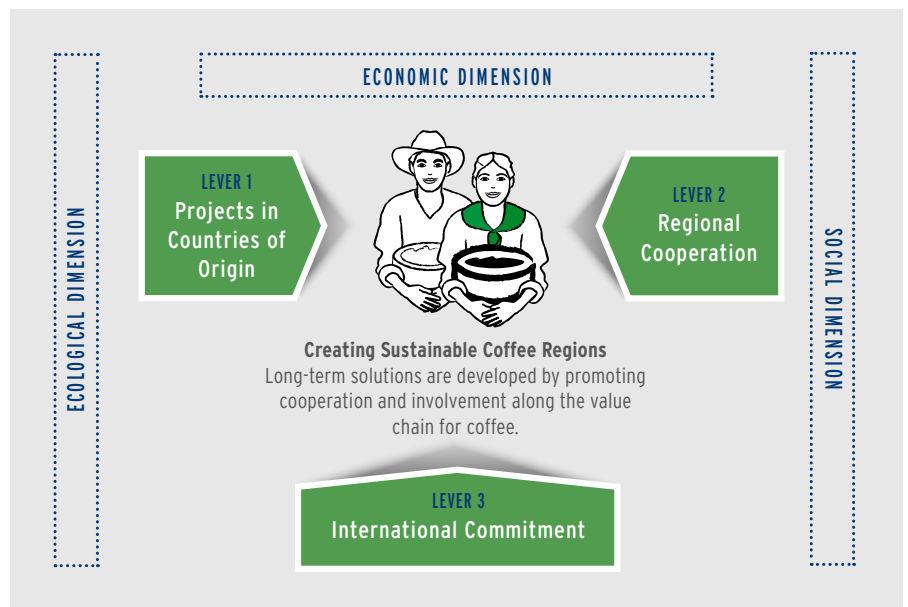 ECONOMIC DIMENSION
ECOLOGICAL DIMENSION
LEVER 1
Projects in
Countries of
Origin
LEVER 2
Regional
Cooperation
SOCIAL DIMENSION
Creating Sustainable Coffee Regions
Long-term solutions are developed by promoting
cooperation and involvement along the value
chain for coffee.
LEVER 3
International Commitment